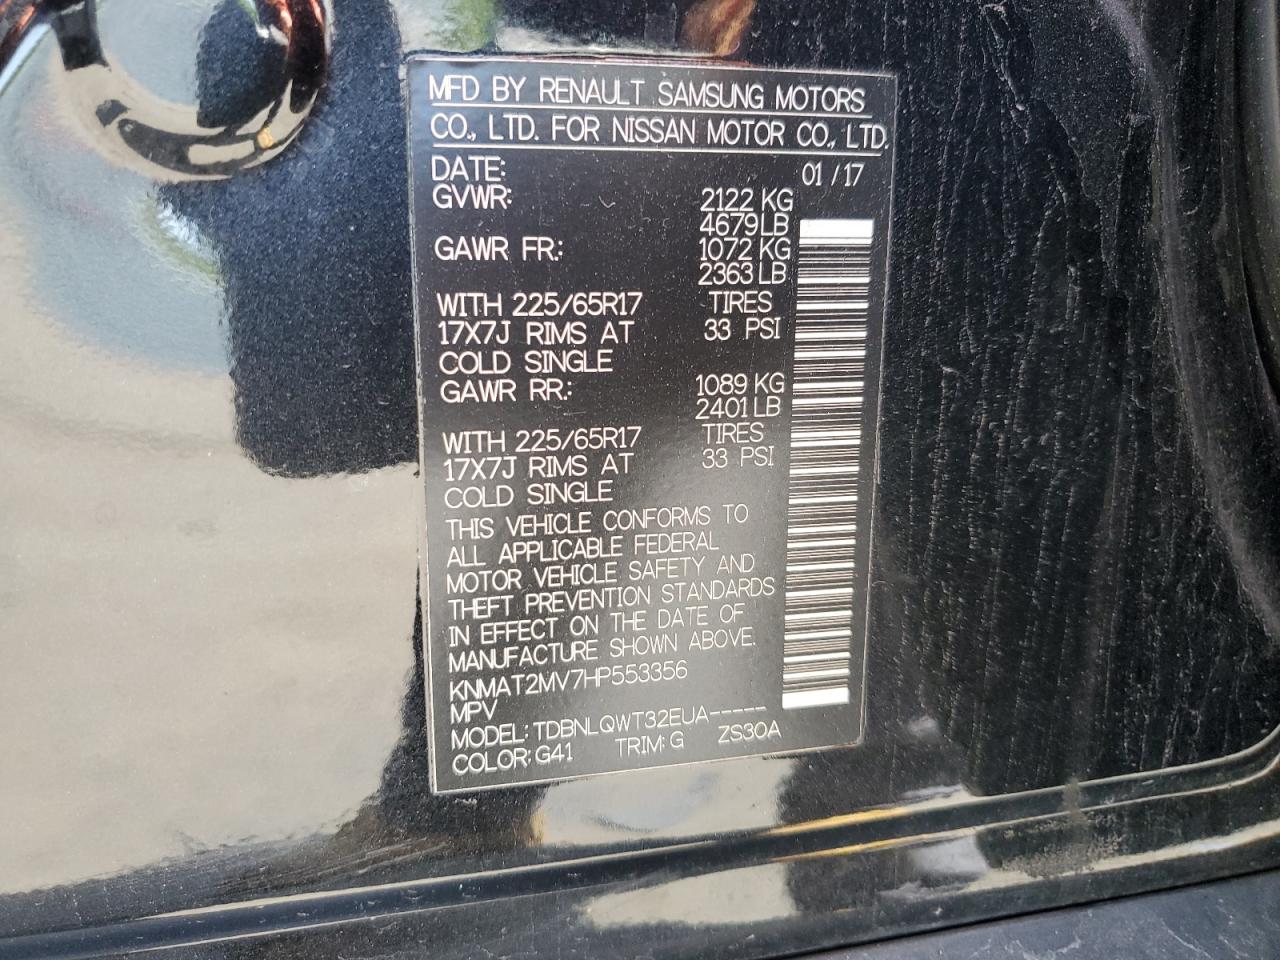 MFD BY RENAULT SAMSUNG MOTORS
CO., LTD. FOR NISSAN MOTOR CO., LTD.
DATE: 01 / 17
GVWR: 2122 KG
4679 LB
GAWR FR.: 1072 KG
2363 LB
WITH 225/65R17 TIRES
17X7J RIMS AT 33 PSI
COLD SINGLE
GAWR RR.: 1089 KG
2401 LB
WITH 225/65R17 TIRES
17X7J RIMS AT 33 PSI
COLD SINGLE
THIS VEHICLE CONFORMS TO
ALL APPLICABLE FEDERAL
MOTOR VEHICLE SAFETY AND
THEFT PREVENTION STANDARDS
IN EFFECT ON THE DATE OF
MANUFACTURE SHOWN ABOVE.
KNMAT2MV7HP553356
MPV
MODEL: TDBNLQWT32EUA-----
COLOR: G41 TRIM: G ZS30A